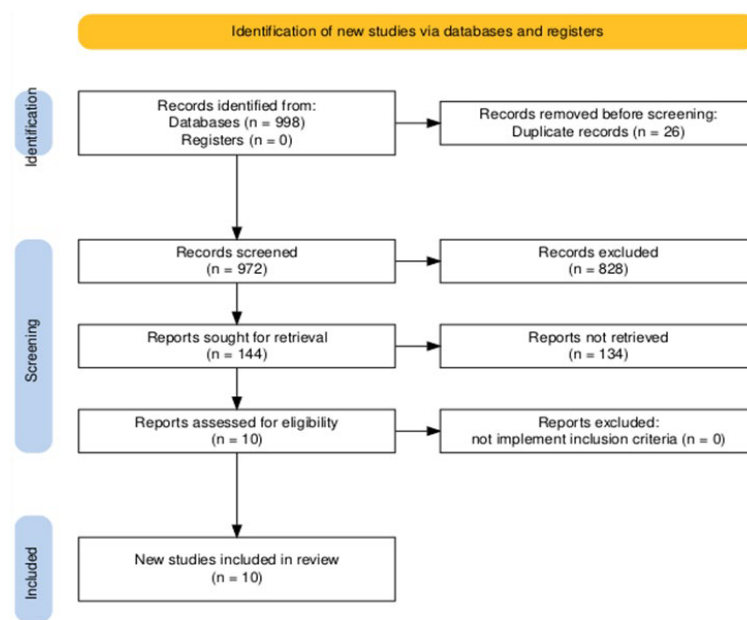 Identification of new studies via databases and registers
Identification
Records identified from:
Databases (n = 998)
Registers (n = 0)
Records removed before screening:
Duplicate records (n = 26)
Screening
Records screened
(n = 972)
Records excluded
(n = 828)
Reports sought for retrieval
(n = 144)
Reports not retrieved
(n = 134)
Reports assessed for eligibility
(n = 10)
Reports excluded:
not implement inclusion criteria (n = 0)
Included
New studies included in review
(n = 10)